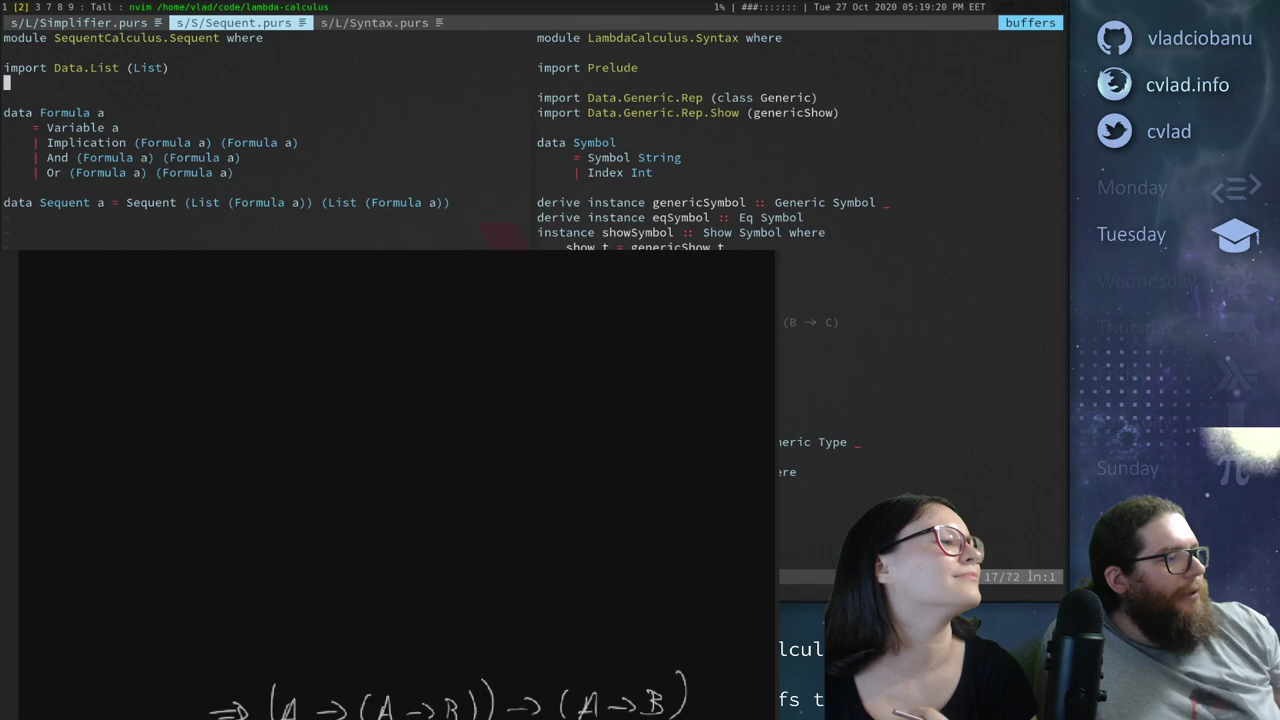 1 [2] 3 7 8 9 : Tall : nvim /home/vlad/code/lambda-calculus
1% | ###::::::: | Tue 27 Oct 2020 05:19:20 PM EET
s/L/Simplifier.purs s/S/Sequent.purs s/L/Syntax.purs
buffers
module SequentCalculus.Sequent where
import Data.List (List)
data Formula a
= Variable a
| Implication (Formula a) (Formula a)
| And (Formula a) (Formula a)
| Or (Formula a) (Formula a)
data Sequent a = Sequent (List (Formula a)) (List (Formula a))
~
~
module LambdaCalculus.Syntax where
import Prelude
import Data.Generic.Rep (class Generic)
import Data.Generic.Rep.Show (genericShow)
data Symbol
= Symbol String
| Index Int
derive instance genericSymbol :: Generic Symbol _
derive instance eqSymbol :: Eq Symbol
instance showSymbol :: Show Symbol where
show t = genericShow t
(B → C)
neric Type _
ere
17/72 ln:1
lcul
fs t
⇒ (A → (A → B)) → (A → B)
vladciobanu
cvlad.info
cvlad
Monday
Tuesday
Wednesday
Thursday
Sunday